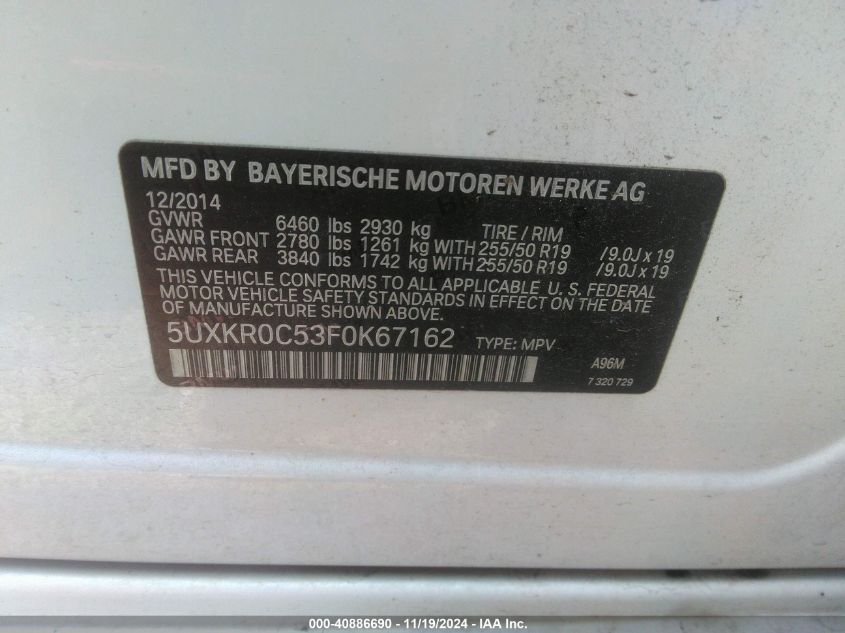 MFD BY BAYERISCHE MOTOREN WERKE AG
12/2014
GVWR 6460 lbs 2930 kg TIRE / RIM
GAWR FRONT 2780 lbs 1261 kg WITH 255/50 R19 /9.0J x 19
GAWR REAR 3840 lbs 1742 kg WITH 255/50 R19 /9.0J x 19
THIS VEHICLE CONFORMS TO ALL APPLICABLE U. S. FEDERAL
MOTOR VEHICLE SAFETY STANDARDS IN EFFECT ON THE DATE
OF MANUFACTURE SHOWN ABOVE.
5UXKR0C53F0K67162 TYPE: MPV
A96M
7 320 729
000-40886690 - 11/19/2024 - IAA Inc.